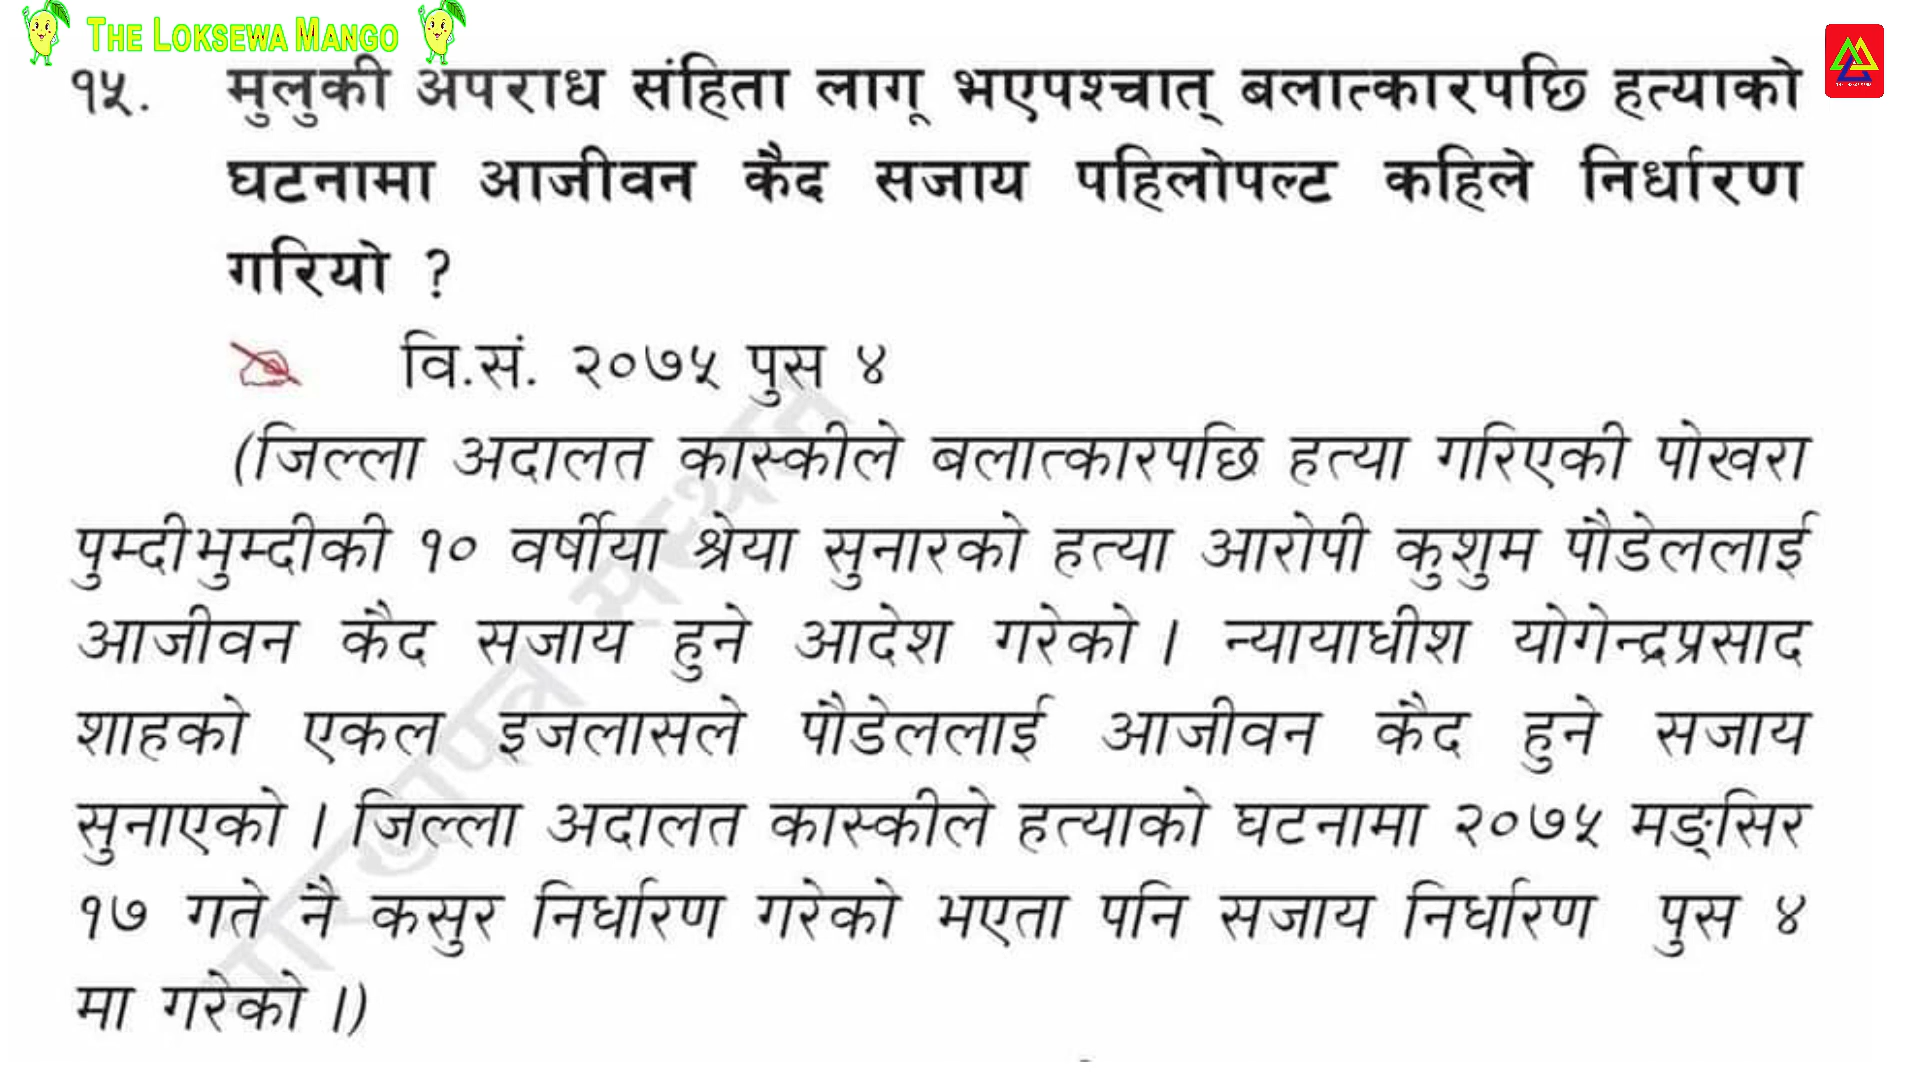 THE LOKSEWA MANGO
१५. मुलुकी अपराध संहिता लागू भएपश्चात् बलात्कारपछि हत्याको
घटनामा आजीवन कैद सजाय पहिलोपल्ट कहिले निर्धारण
गरियो ?
वि.सं. २०७५ पुस ४
(जिल्ला अदालत कास्कीले बलात्कारपछि हत्या गरिएकी पोखरा
पुम्दीभुम्दीकी १० वर्षीया श्रेया सुनारको हत्या आरोपी कुशुम पौडेललाई
आजीवन कैद सजाय हुने आदेश गरेको । न्यायाधीश योगेन्द्रप्रसाद
शाहको एकल इजलासले पौडेललाई आजीवन कैद हुने सजाय
सुनाएको । जिल्ला अदालत कास्कीले हत्याको घटनामा २०७५ मङ्सिर
१७ गते नै कसुर निर्धारण गरेको भएता पनि सजाय निर्धारण पुस ४
मा गरेको ।)